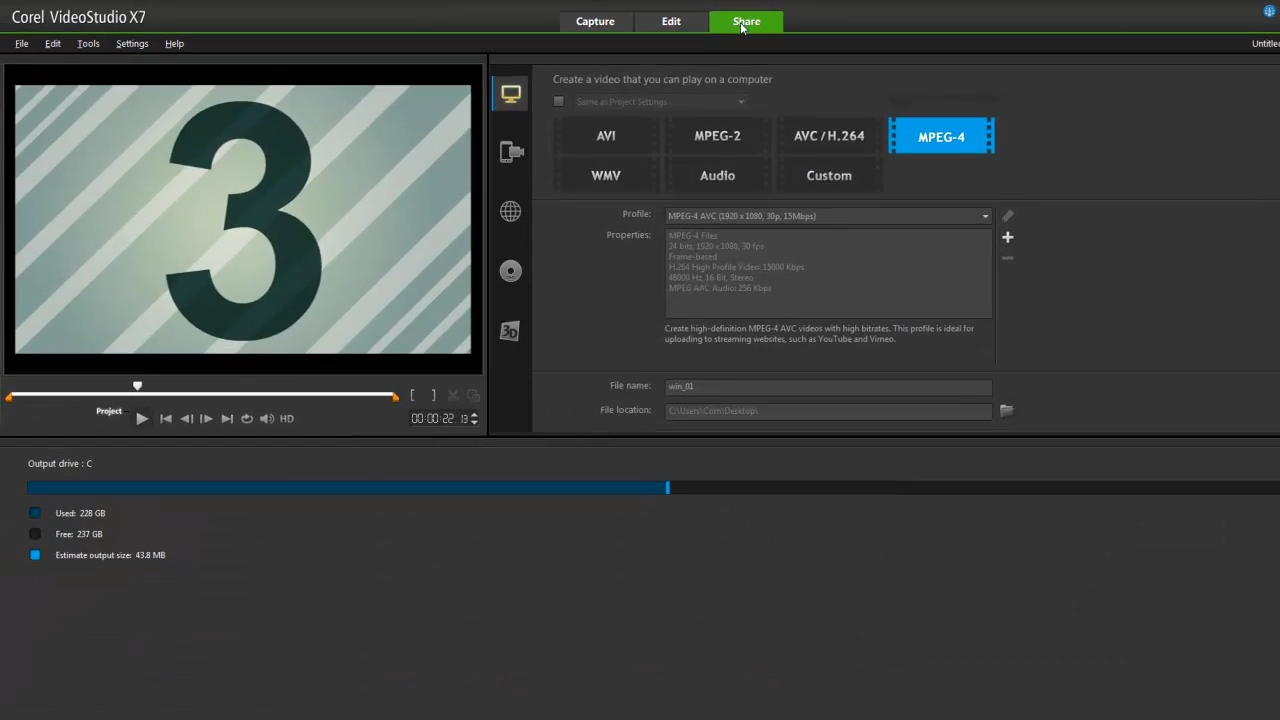 Corel VideoStudio X7
Capture
Edit
Share
File
Edit
Tools
Settings
Help
Untitled
3
Project
HD
00:00:22.13
3D
Create a video that you can play on a computer
Same as Project Settings
AVI
MPEG-2
AVC/H.264
MPEG-4
WMV
Audio
Custom
Profile:
MPEG-4 AVC (1920 x 1080, 30p, 15Mbps)
Properties:
MPEG-4 Files
24 bits, 1920 x 1080, 30 fps
Frame-based
H.264 High Profile Video: 15000 Kbps
48000 Hz, 16 Bit, Stereo
MPEG AAC Audio: 256 Kbps
Create high-definition MPEG-4 AVC videos with high bitrates. This profile is ideal for
uploading to streaming websites, such as YouTube and Vimeo.
File name:
win_01
File location:
Output drive : C
Used: 228 GB
Free: 237 GB
Estimate output size: 43.8 MB